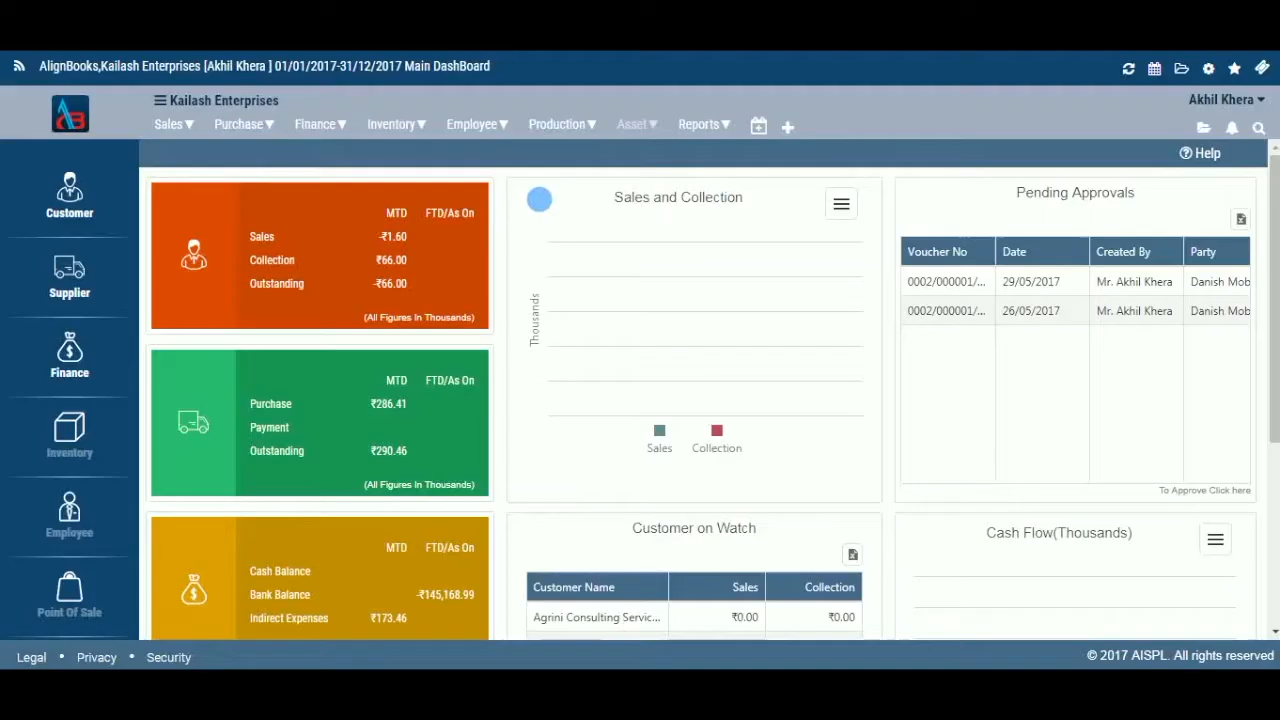 AlignBooks,Kailash Enterprises [Akhil Khera ] 01/01/2017-31/12/2017 Main DashBoard
Kailash Enterprises
Akhil Khera
Sales Purchase Finance Inventory Employee Production Asset Reports
Help
Customer
Supplier
Finance
Inventory
Employee
Point Of Sale
MTD FTD/As On
Sales -₹1.60
Collection ₹66.00
Outstanding -₹66.00
(All Figures In Thousands)
MTD FTD/As On
Purchase ₹286.41
Payment
Outstanding ₹290.46
(All Figures In Thousands)
MTD FTD/As On
Cash Balance
Bank Balance -₹145,168.99
Indirect Expenses ₹173.46
Sales and Collection
Thousands
Sales Collection
Customer on Watch
Customer Name Sales Collection
Agrini Consulting Servic... ₹0.00 ₹0.00
Pending Approvals
Voucher No Date Created By Party
0002/000001/... 29/05/2017 Mr. Akhil Khera Danish Mob
0002/000001/... 26/05/2017 Mr. Akhil Khera Danish Mob
To Approve Click here
Cash Flow(Thousands)
Legal • Privacy • Security
© 2017 AISPL. All rights reserved